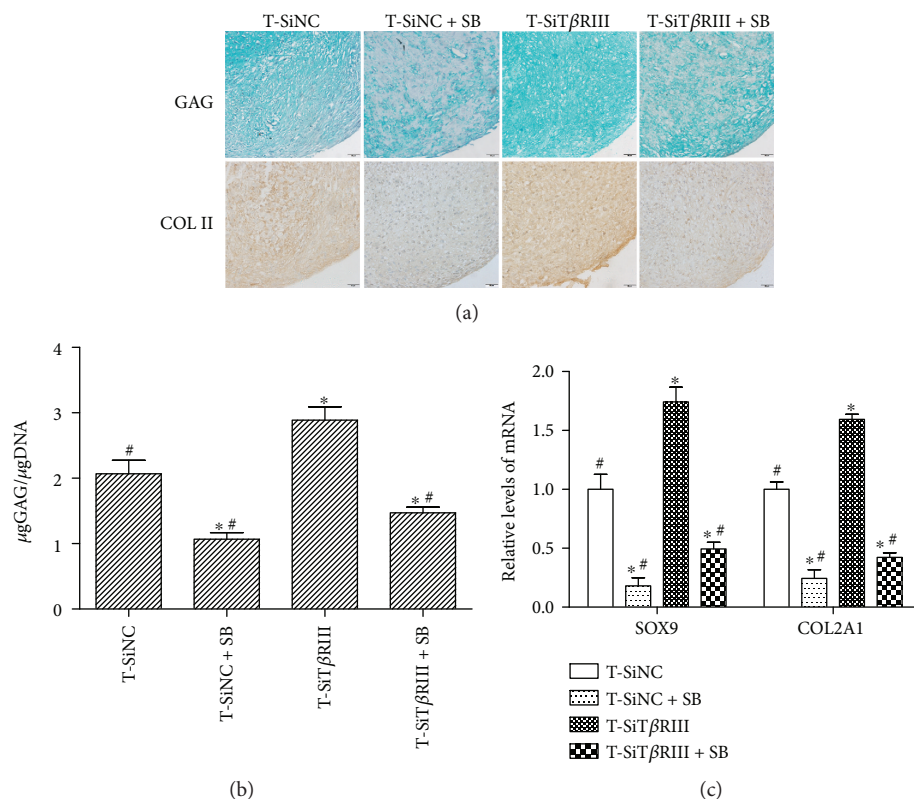 T-SiNC T-SiNC + SB T-SiTβRIII T-SiTβRIII + SB
GAG
COL II
(a)
μgGAG/μgDNA
4
3
2
1
0
#
* #
*
* #
T-SiNC
T-SiNC + SB
T-SiTβRIII
T-SiTβRIII + SB
(b)
Relative levels of mRNA
2.0
1.5
1.0
0.5
0.0
#
* #
*
* #
#
* #
*
* #
SOX9 COL2A1
T-SiNC
T-SiNC + SB
T-SiTβRIII
T-SiTβRIII + SB
(c)